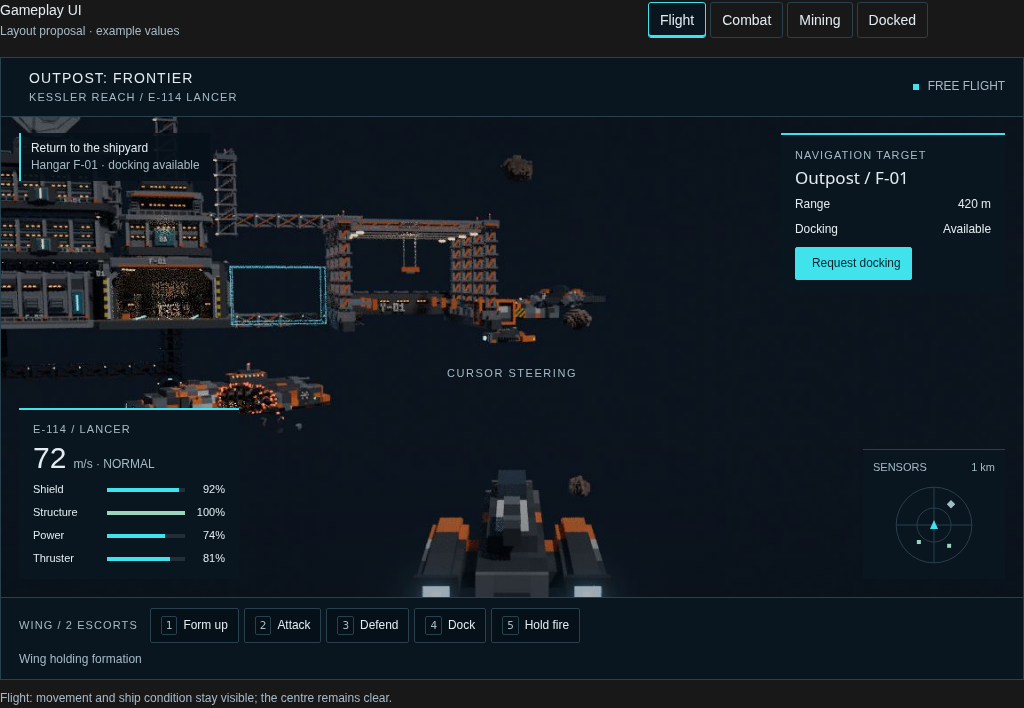 Gameplay UI
Layout proposal · example values
Flight Combat Mining Docked
OUTPOST: FRONTIER
KESSLER REACH / E-114 LANCER
FREE FLIGHT
Return to the shipyard
Hangar F-01 · docking available
NAVIGATION TARGET
Outpost / F-01
Range 420 m
Docking Available
Request docking
F-01
Y-01
CURSOR STEERING
E-114 / LANCER
72 m/s · NORMAL
Shield 92%
Structure 100%
Power 74%
Thruster 81%
SENSORS 1 km
WING / 2 ESCORTS
1 Form up
2 Attack
3 Defend
4 Dock
5 Hold fire
Wing holding formation
Flight: movement and ship condition stay visible; the centre remains clear.